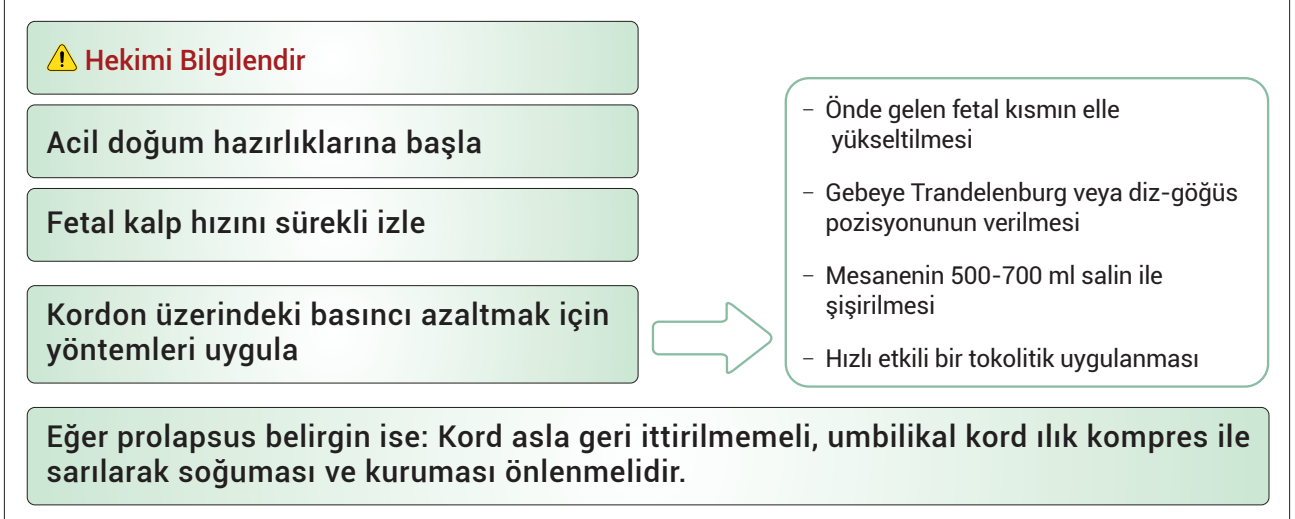 Hekimi Bilgilendir
Acil doğum hazırlıklarına başla
Fetal kalp hızını sürekli izle
Kordon üzerindeki basıncı azaltmak için
yöntemleri uygula
– Önde gelen fetal kısmın elle
yükseltilmesi
– Gebeye Trandelenburg veya diz-göğüs
pozisyonunun verilmesi
– Mesanenin 500-700 ml salin ile
şişirilmesi
– Hızlı etkili bir tokolitik uygulanması
Eğer prolapsus belirgin ise: Kord asla geri ittirilmemeli, umbilikal kord ılık kompres ile
sarılarak soğuması ve kuruması önlenmelidir.